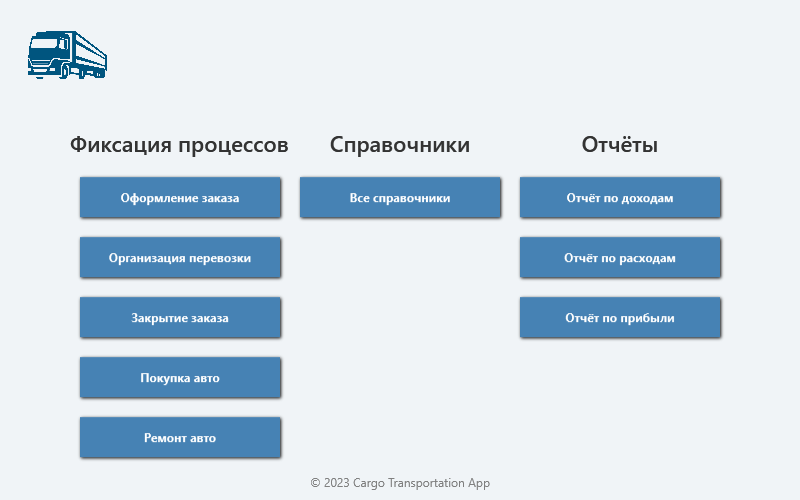 Фиксация процессов
Оформление заказа
Организация перевозки
Закрытие заказа
Покупка авто
Ремонт авто
Справочники
Все справочники
Отчёты
Отчёт по доходам
Отчёт по расходам
Отчёт по прибыли
© 2023 Cargo Transportation App